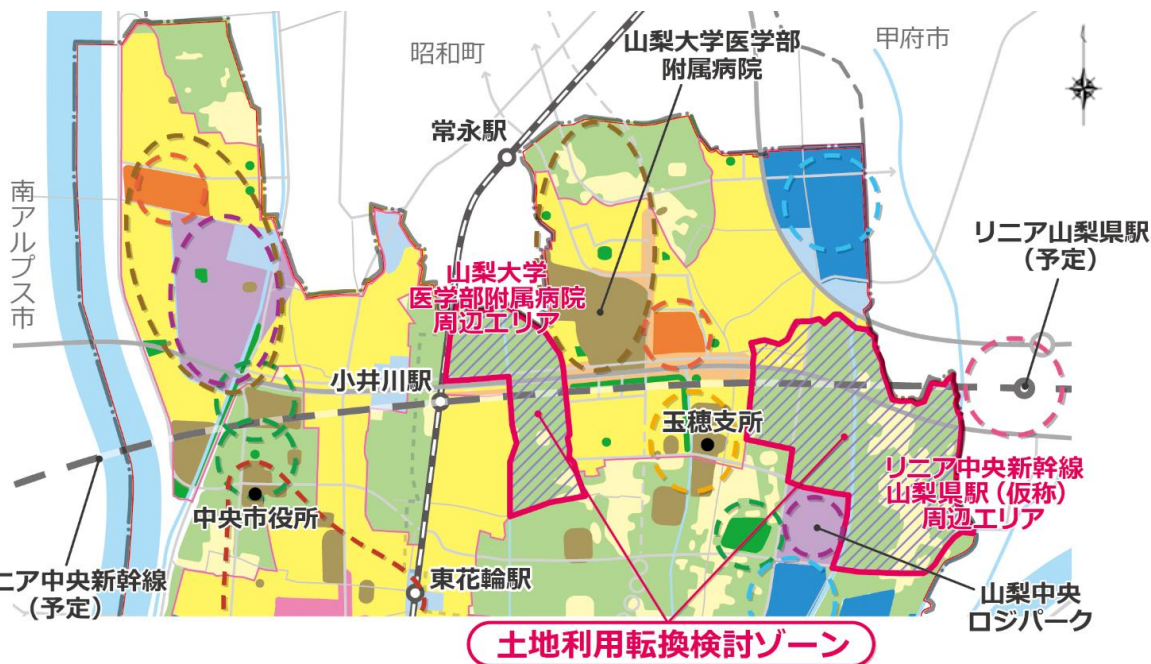 昭和町
山梨大学医学部
附属病院
甲府市
常永駅
南アルプス市
リニア山梨県駅
(予定)
山梨大学
医学部附属病院
周辺エリア
小井川駅
玉穂支所
リニア中央新幹線
山梨県駅(仮称)
周辺エリア
中央市役所
ニア中央新幹線
(予定)
東花輪駅
山梨中央
ロジパーク
土地利用転換検討ゾーン